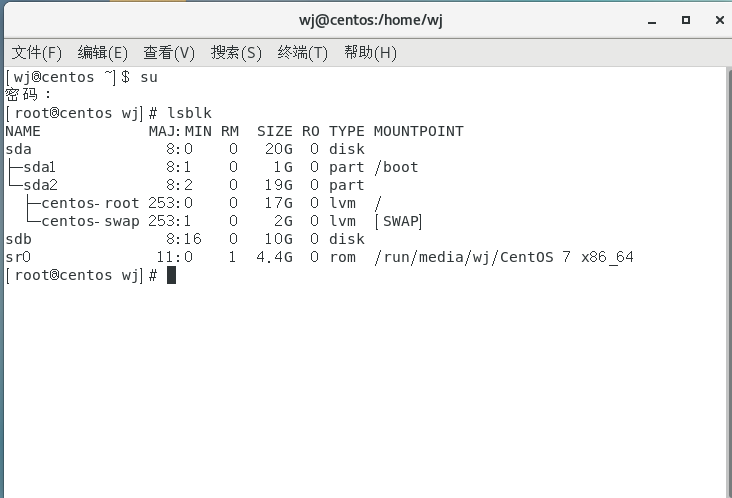 wj@centos:/home/wj
文件(F) 编辑(E) 查看(V) 搜索(S) 终端(T) 帮助(H)
[wj@centos ~]$ su
密码：
[root@centos wj]# lsblk
NAME            MAJ:MIN RM  SIZE RO TYPE MOUNTPOINT
sda               8:0    0   20G  0 disk
├─sda1            8:1    0    1G  0 part /boot
└─sda2            8:2    0   19G  0 part
  ├─centos-root 253:0    0   17G  0 lvm  /
  └─centos-swap 253:1    0    2G  0 lvm  [SWAP]
sdb               8:16   0   10G  0 disk
sr0              11:0    1  4.4G  0 rom  /run/media/wj/CentOS 7 x86_64
[root@centos wj]#